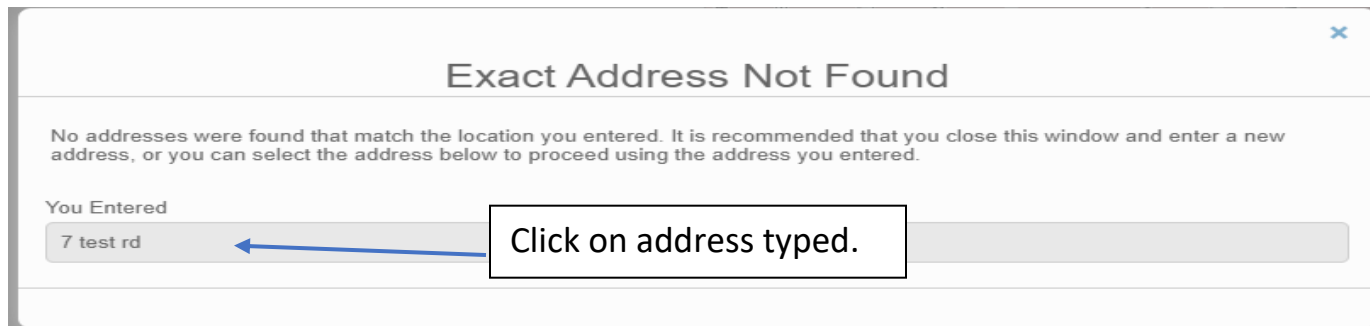 ×
Exact Address Not Found
No addresses were found that match the location you entered. It is recommended that you close this window and enter a new
address, or you can select the address below to proceed using the address you entered.
You Entered
7 test rd
Click on address typed.